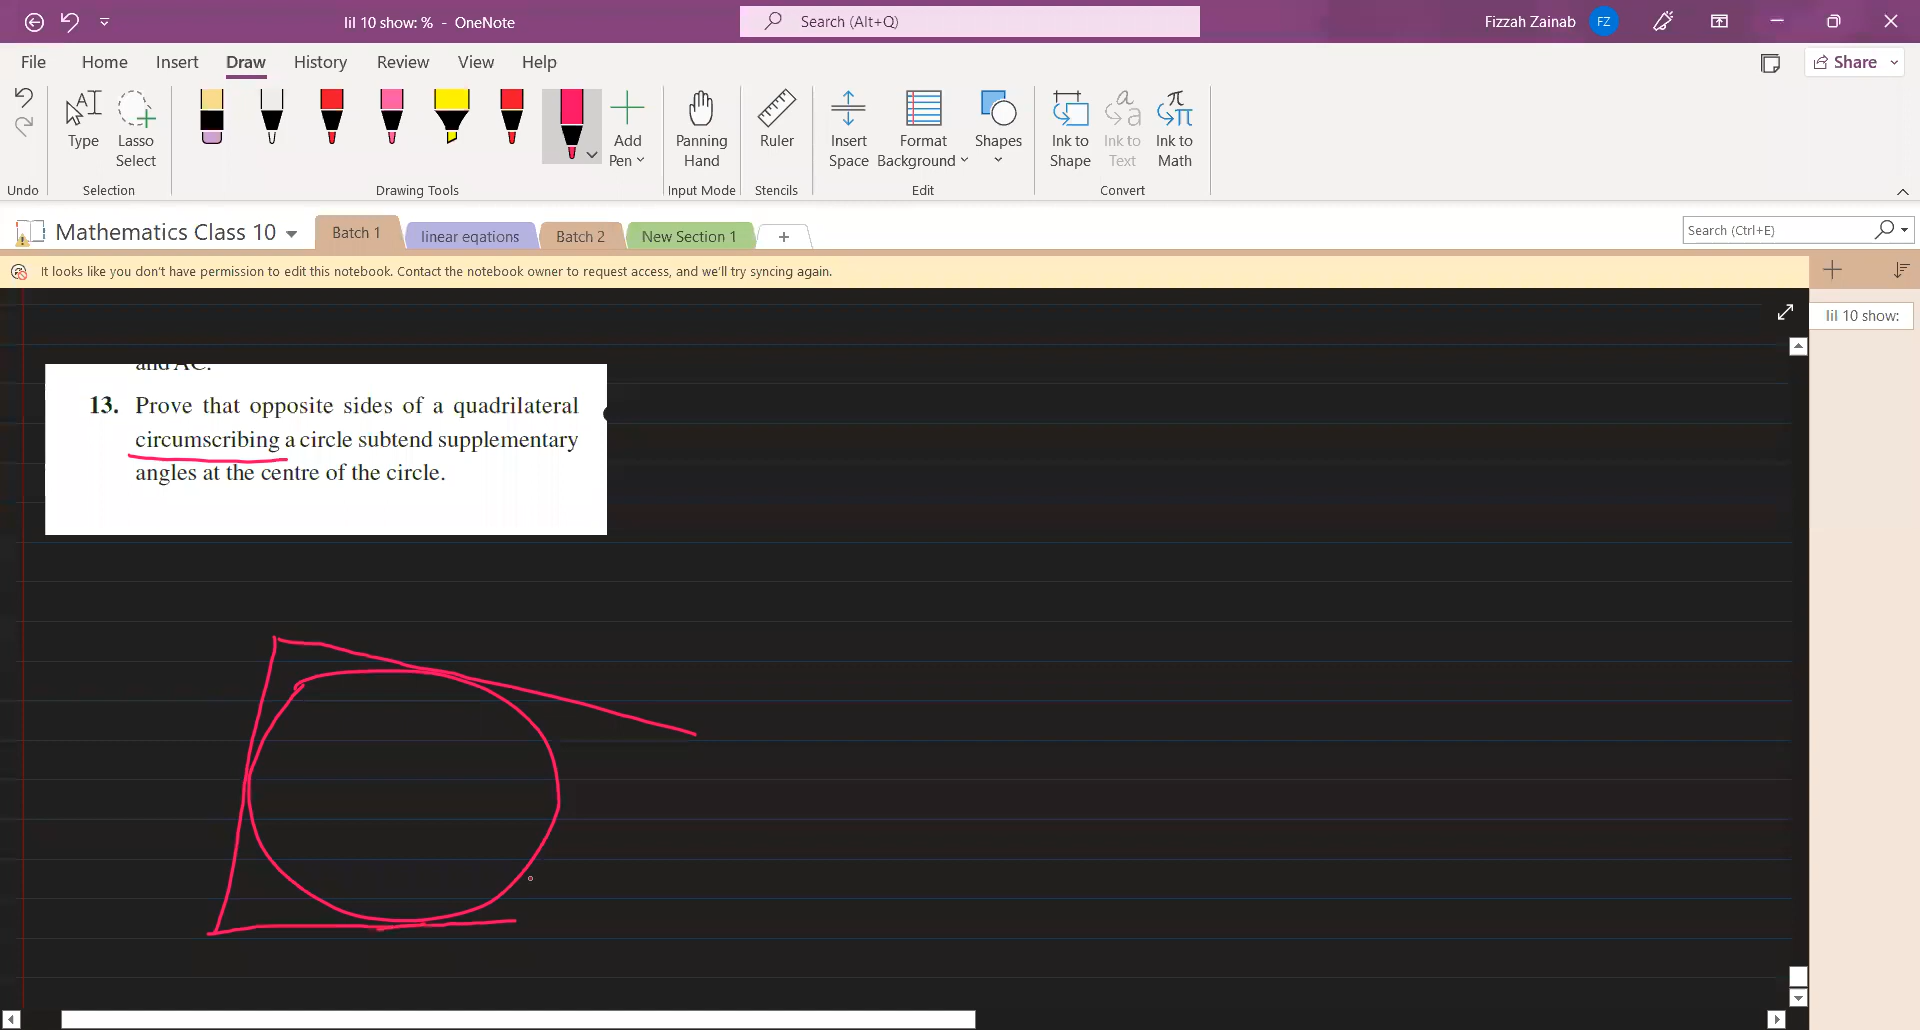 lil 10 show: % - OneNote
Search (Alt+Q)
Fizzah Zainab
FZ
File Home Insert Draw History Review View Help
Share
Type
Lasso Select
Add Pen
Panning Hand
Ruler
Insert Space
Format Background
Shapes
Ink to Shape
Ink to Text
Ink to Math
Undo
Selection
Drawing Tools
Input Mode
Stencils
Edit
Convert
Mathematics Class 10
Batch 1
linear eqations
Batch 2
New Section 1
Search (Ctrl+E)
It looks like you don't have permission to edit this notebook. Contact the notebook owner to request access, and we'll try syncing again.
lil 10 show:
and AC.
13. Prove that opposite sides of a quadrilateral
circumscribing a circle subtend supplementary
angles at the centre of the circle.